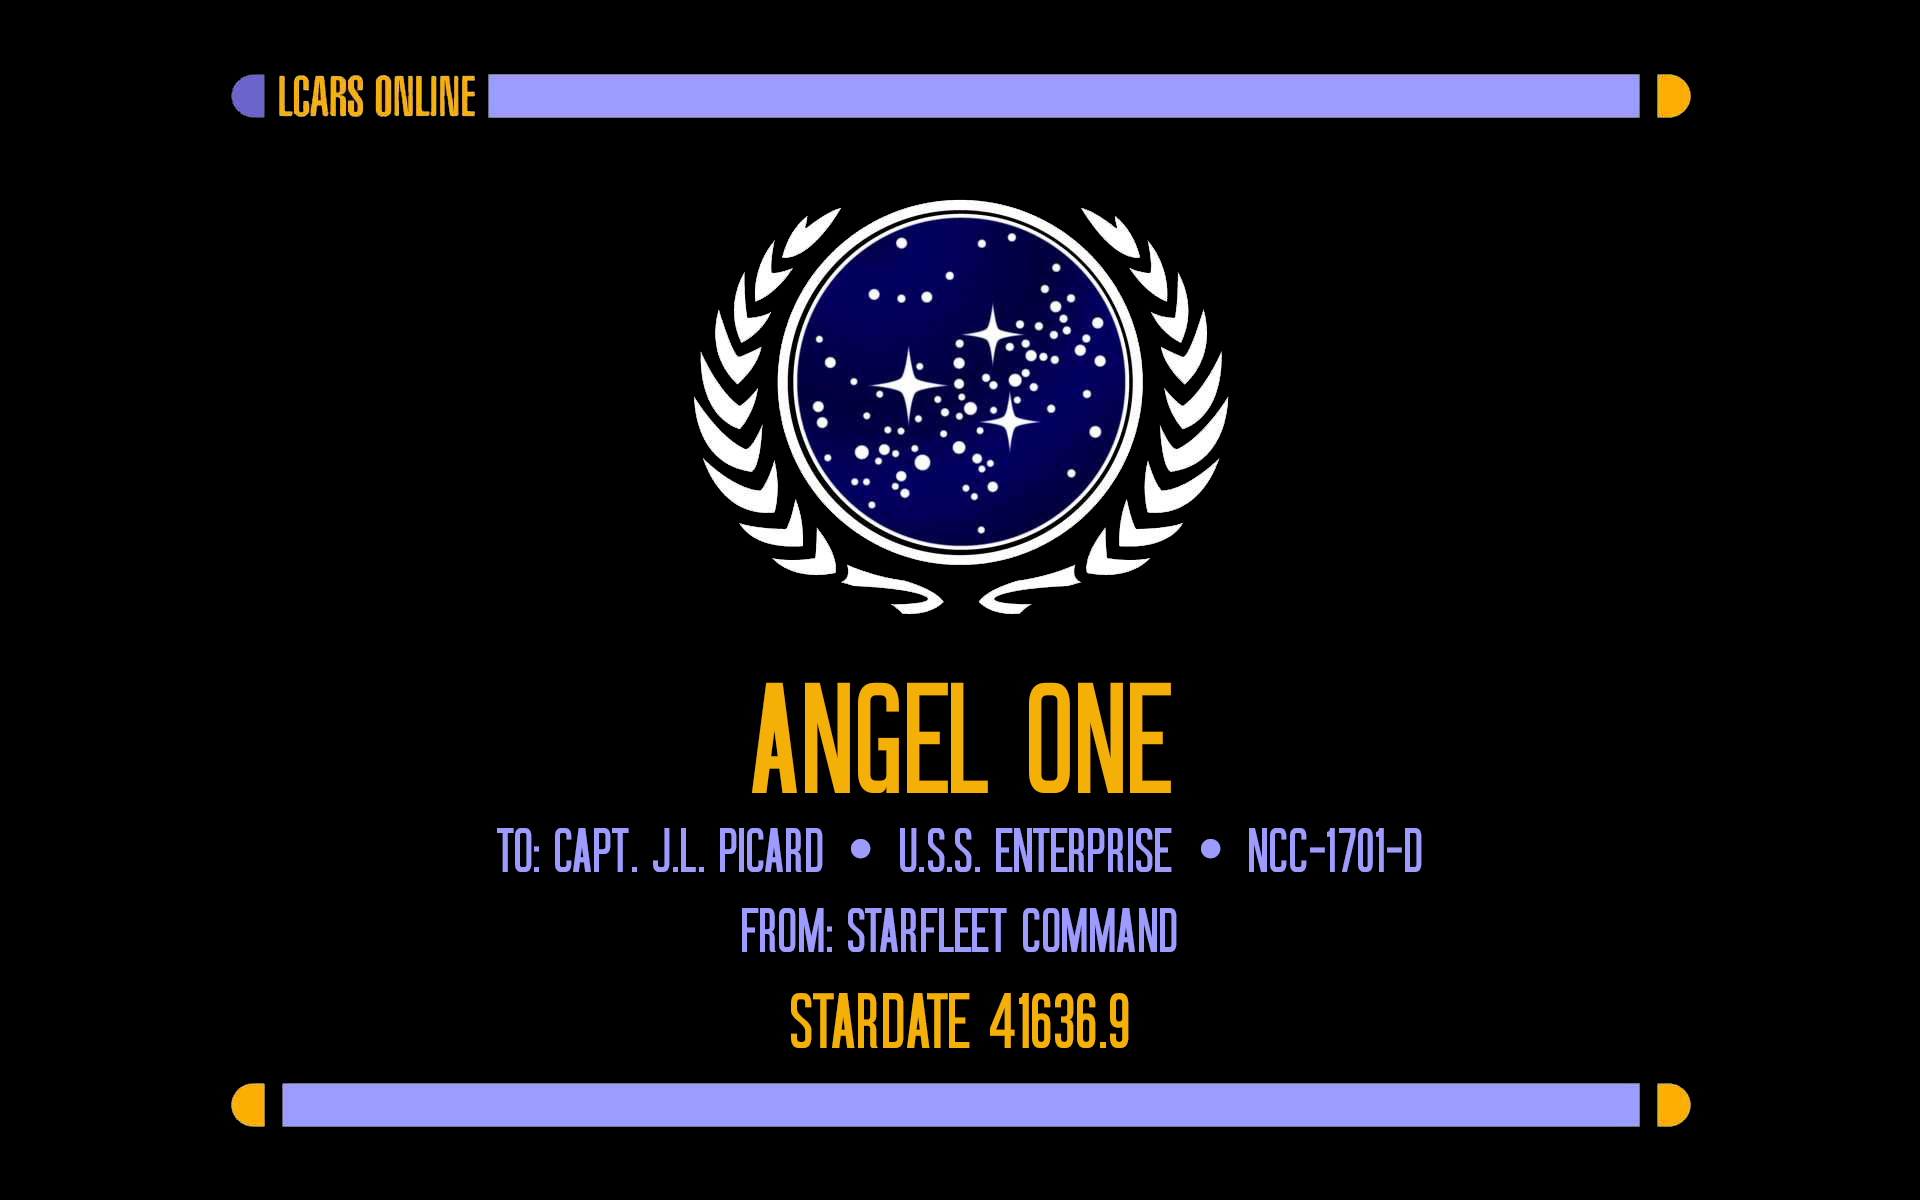 LCARS ONLINE
ANGEL ONE
TO: CAPT. J.L. PICARD • U.S.S. ENTERPRISE • NCC-1701-D
FROM: STARFLEET COMMAND
STARDATE 41636.9